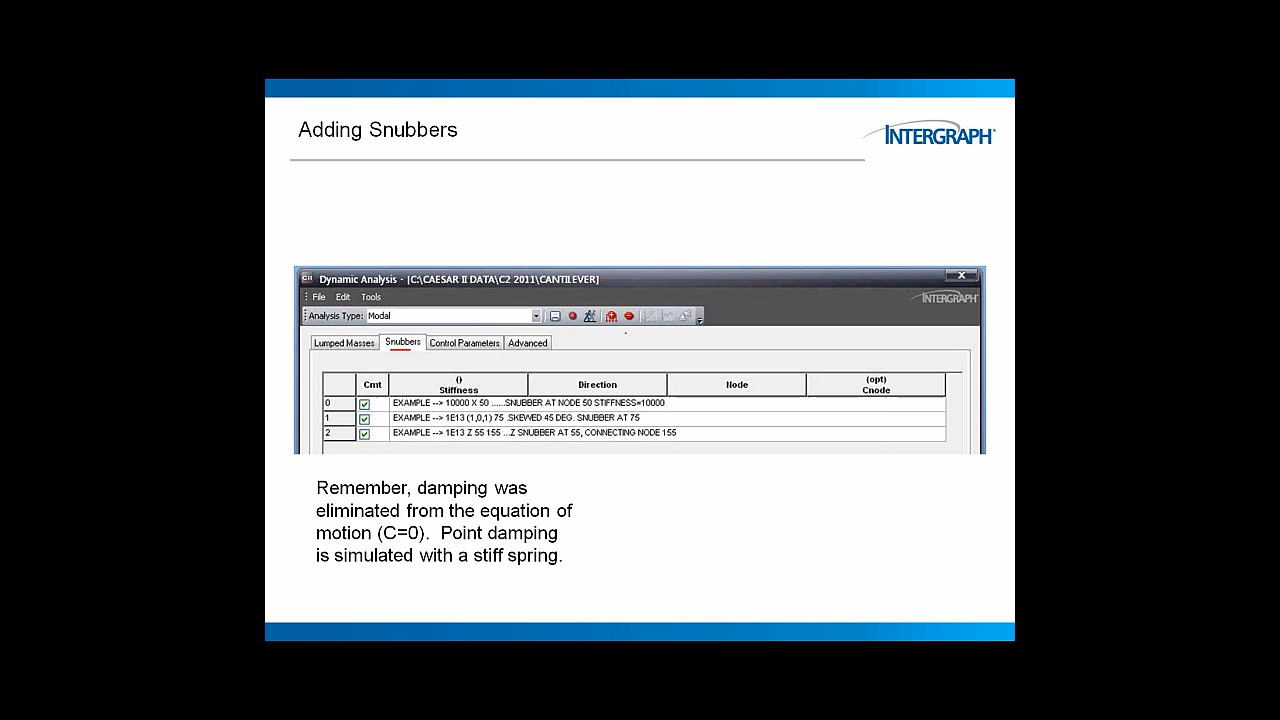 Adding Snubbers
INTERGRAPH
Dynamic Analysis - [C:\CAESAR II DATA\C2 2011\CANTILEVER]
File Edit Tools
INTERGRAPH
Analysis Type: Modal
Lumped Masses Snubbers Control Parameters Advanced
Cmt () Stiffness Direction Node (opt) Cnode
0 EXAMPLE --> 10000 X 50 ......SNUBBER AT NODE 50 STIFFNESS=10000
1 EXAMPLE --> 1E13 (1,0,1) 75 .SKEWED 45 DEG. SNUBBER AT 75
2 EXAMPLE --> 1E13 Z 55 155 ...Z SNUBBER AT 55, CONNECTING NODE 155
Remember, damping was
eliminated from the equation of
motion (C=0).  Point damping
is simulated with a stiff spring.